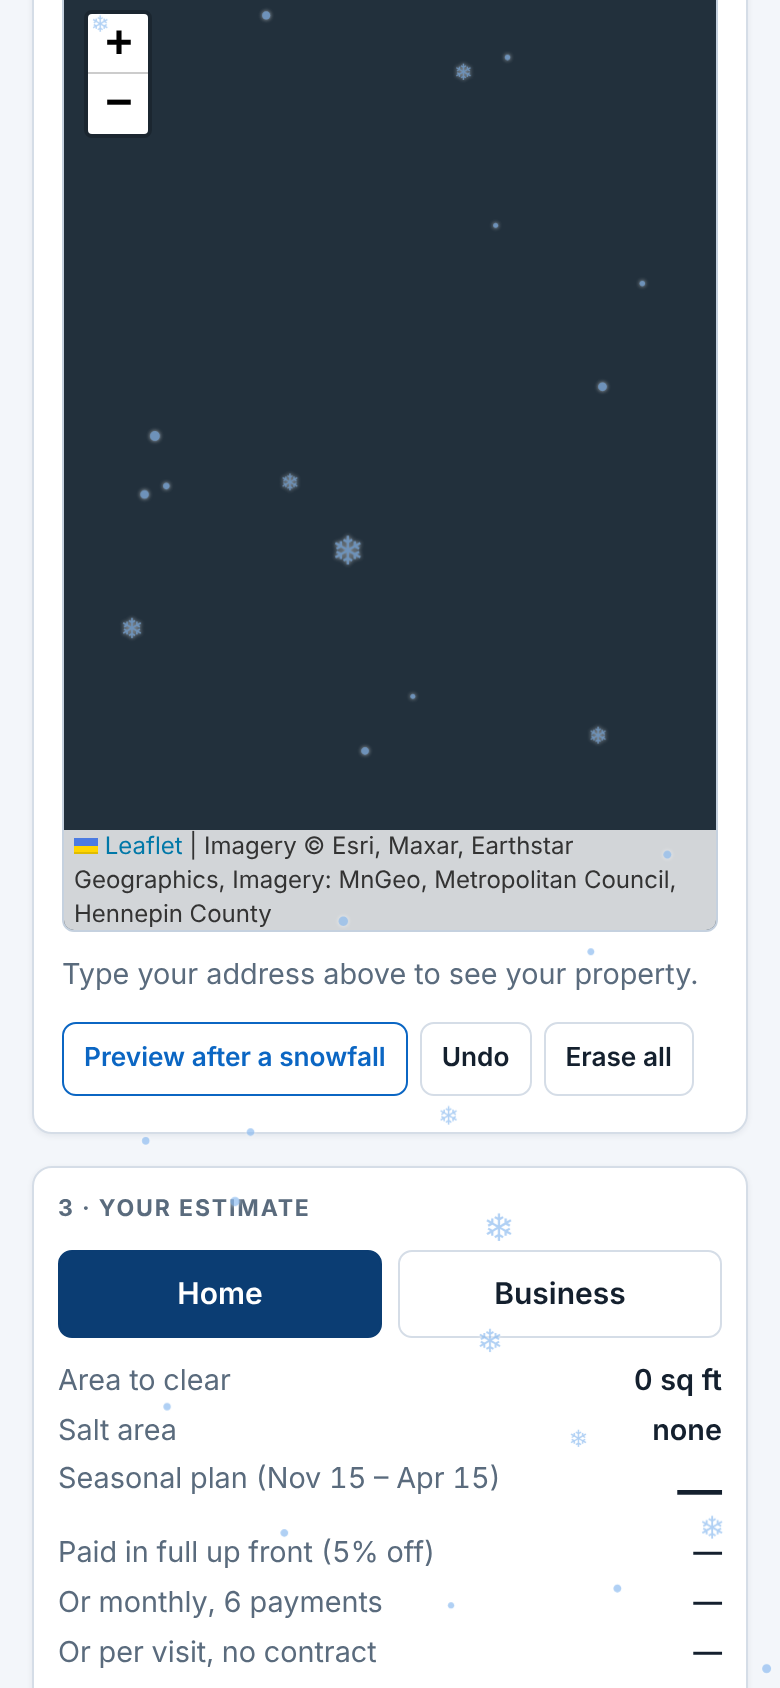 +
−
Leaflet | Imagery © Esri, Maxar, Earthstar
Geographics, Imagery: MnGeo, Metropolitan Council,
Hennepin County
Type your address above to see your property.
Preview after a snowfall Undo Erase all
3 · YOUR ESTIMATE
Home Business
Area to clear 0 sq ft
Salt area none
Seasonal plan (Nov 15 – Apr 15) —
Paid in full up front (5% off) —
Or monthly, 6 payments —
Or per visit, no contract —